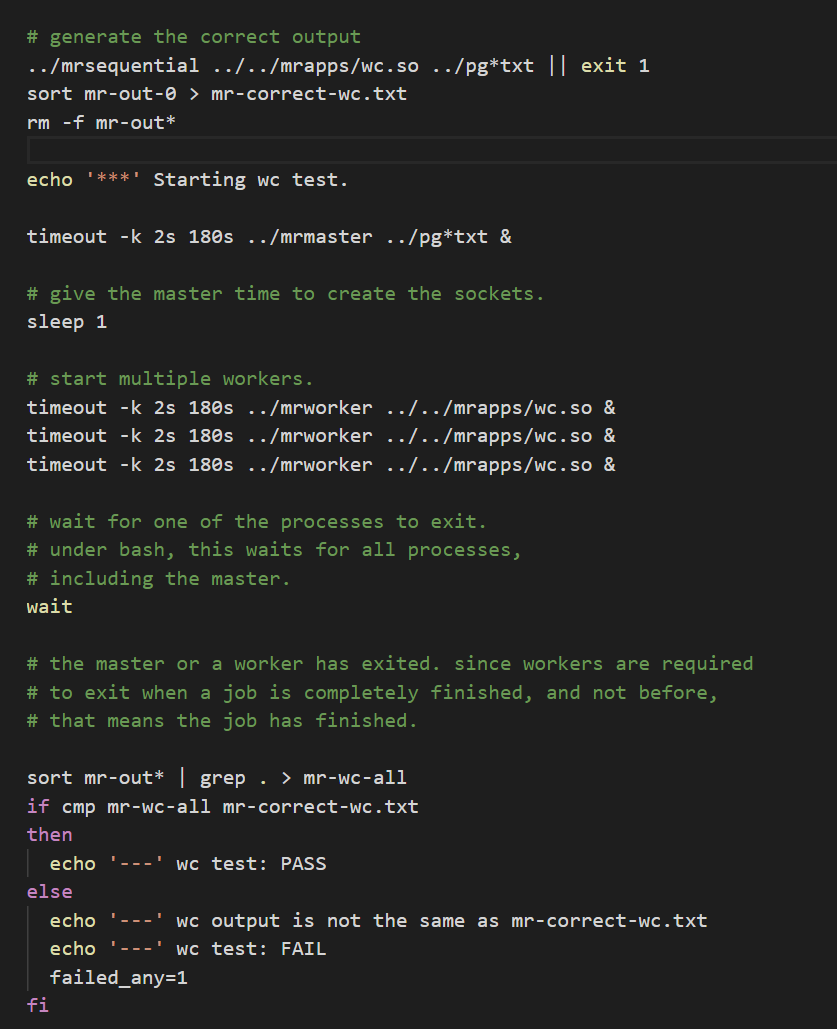 # generate the correct output
../mrsequential ../../mrapps/wc.so ../pg*txt || exit 1
sort mr-out-0 > mr-correct-wc.txt
rm -f mr-out*
echo '***' Starting wc test.
timeout -k 2s 180s ../mrmaster ../pg*txt &
# give the master time to create the sockets.
sleep 1
# start multiple workers.
timeout -k 2s 180s ../mrworker ../../mrapps/wc.so &
timeout -k 2s 180s ../mrworker ../../mrapps/wc.so &
timeout -k 2s 180s ../mrworker ../../mrapps/wc.so &
# wait for one of the processes to exit.
# under bash, this waits for all processes,
# including the master.
wait
# the master or a worker has exited. since workers are required
# to exit when a job is completely finished, and not before,
# that means the job has finished.
sort mr-out* | grep . > mr-wc-all
if cmp mr-wc-all mr-correct-wc.txt
then
  echo '---' wc test: PASS
else
  echo '---' wc output is not the same as mr-correct-wc.txt
  echo '---' wc test: FAIL
  failed_any=1
fi